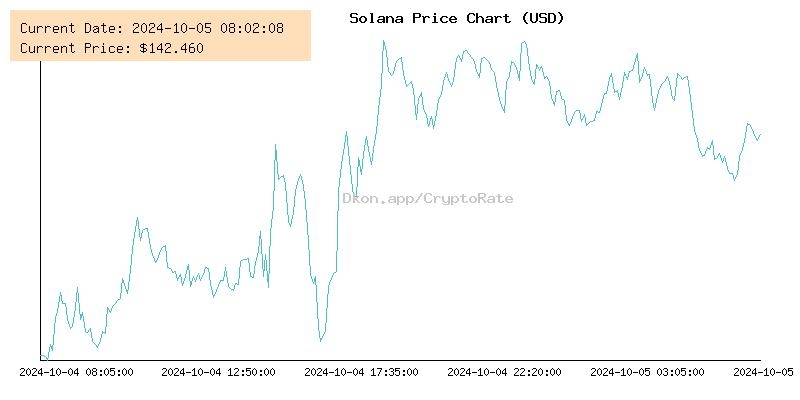 Solana Price Chart (USD)
Current Date: 2024-10-05 08:02:08
Current Price: $142.460
Dkon.app/CryptoRate
2024-10-04 08:05:00 2024-10-04 12:50:00 2024-10-04 17:35:00 2024-10-04 22:20:00 2024-10-05 03:05:00 2024-10-05